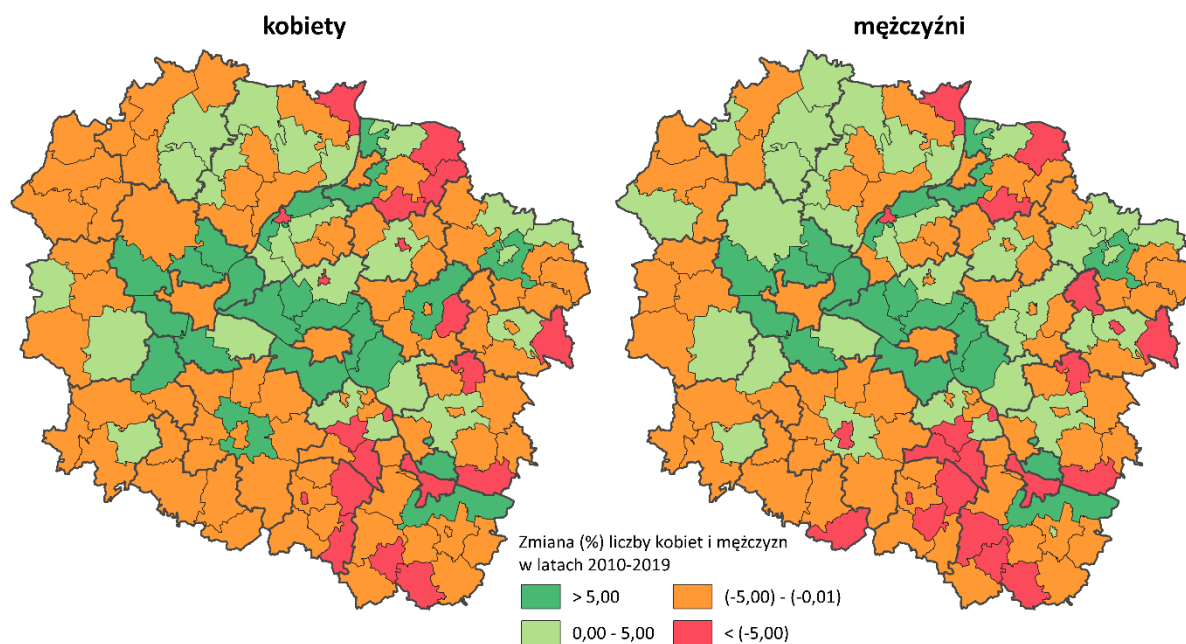 kobiety
mężczyźni
Zmiana (%) liczby kobiet i mężczyzn
w latach 2010-2019
> 5,00
(-5,00) - (-0,01)
0,00 - 5,00
< (-5,00)